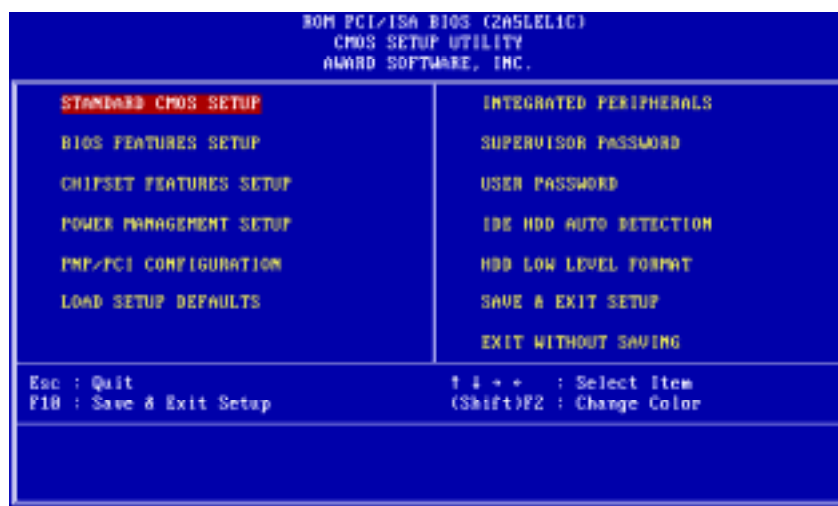 ROM PCI/ISA BIOS (2A5LEL1C)
CMOS SETUP UTILITY
AWARD SOFTWARE, INC.
STANDARD CMOS SETUP
BIOS FEATURES SETUP
CHIPSET FEATURES SETUP
POWER MANAGEMENT SETUP
PNP/PCI CONFIGURATION
LOAD SETUP DEFAULTS
INTEGRATED PERIPHERALS
SUPERVISOR PASSWORD
USER PASSWORD
IDE HDD AUTO DETECTION
HDD LOW LEVEL FORMAT
SAVE & EXIT SETUP
EXIT WITHOUT SAVING
Esc : Quit
F10 : Save & Exit Setup
↑ ↓ → ← : Select Item
(Shift)F2 : Change Color